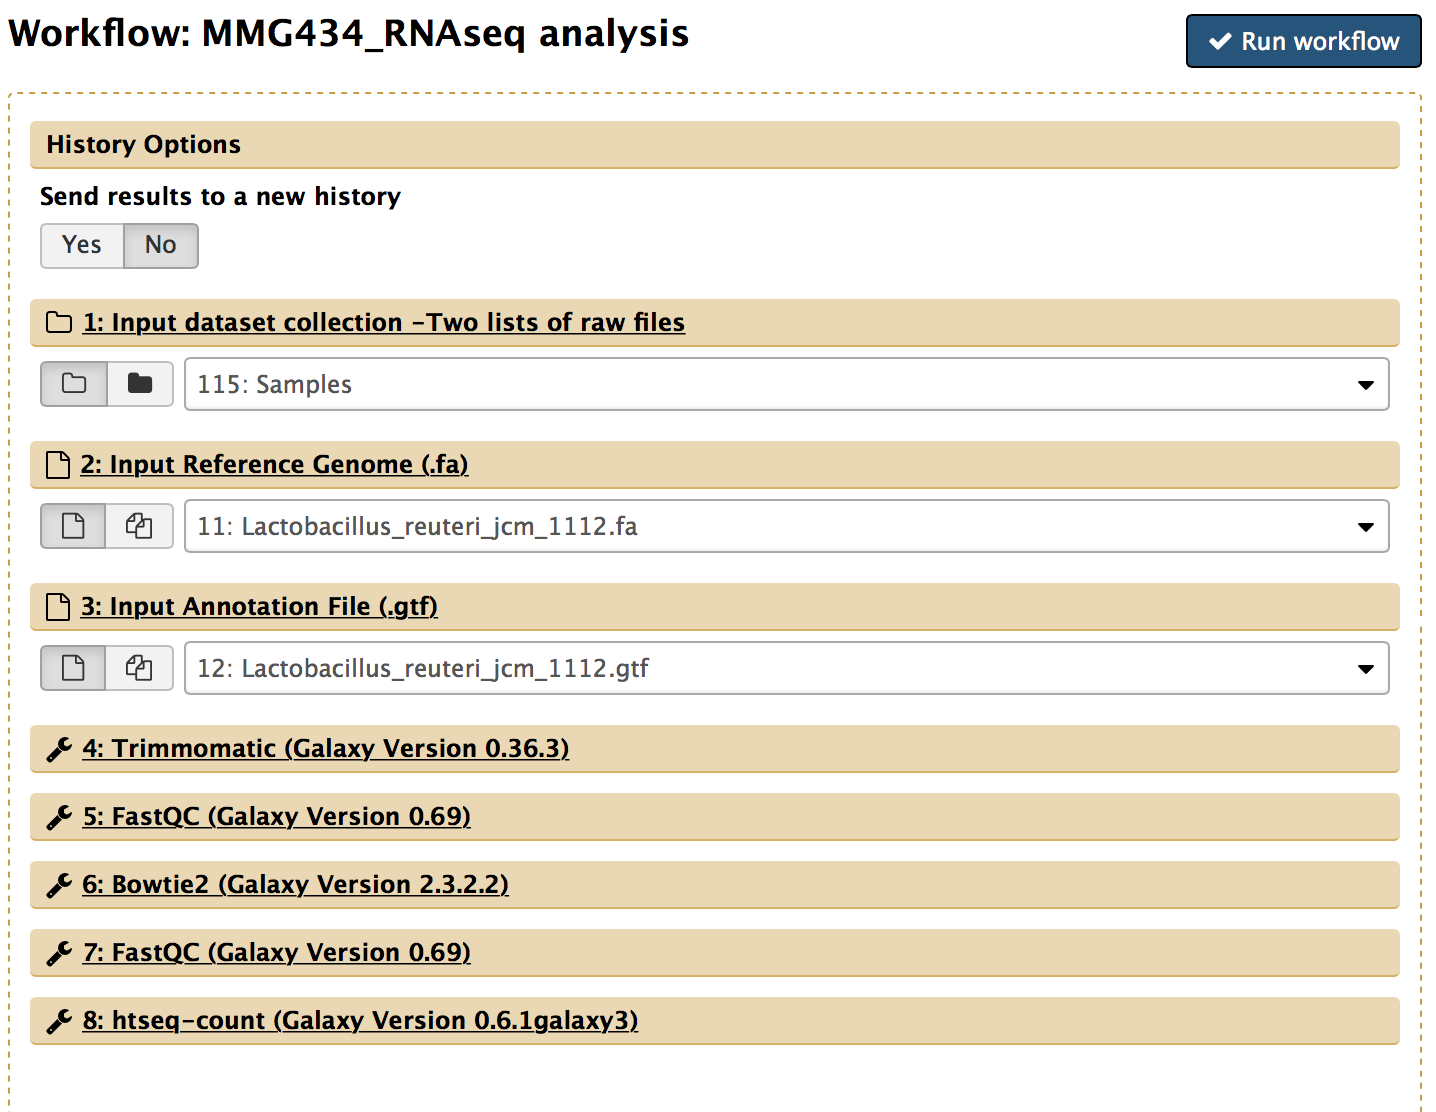 Workflow: MMG434_RNAseq analysis
Run workflow
History Options
Send results to a new history
Yes No
1: Input dataset collection -Two lists of raw files
115: Samples
2: Input Reference Genome (.fa)
11: Lactobacillus_reuteri_jcm_1112.fa
3: Input Annotation File (.gtf)
12: Lactobacillus_reuteri_jcm_1112.gtf
4: Trimmomatic (Galaxy Version 0.36.3)
5: FastQC (Galaxy Version 0.69)
6: Bowtie2 (Galaxy Version 2.3.2.2)
7: FastQC (Galaxy Version 0.69)
8: htseq-count (Galaxy Version 0.6.1galaxy3)